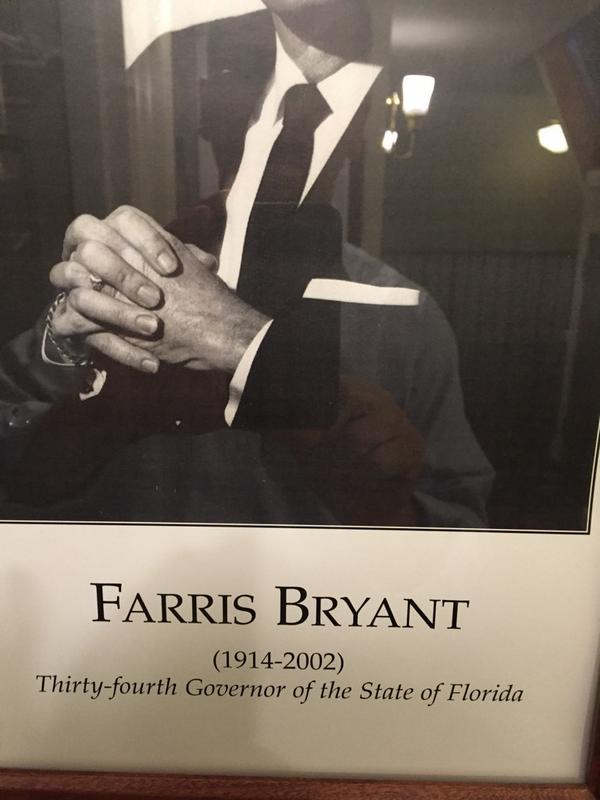 FARRIS BRYANT
(1914-2002)
Thirty-fourth Governor of the State of Florida